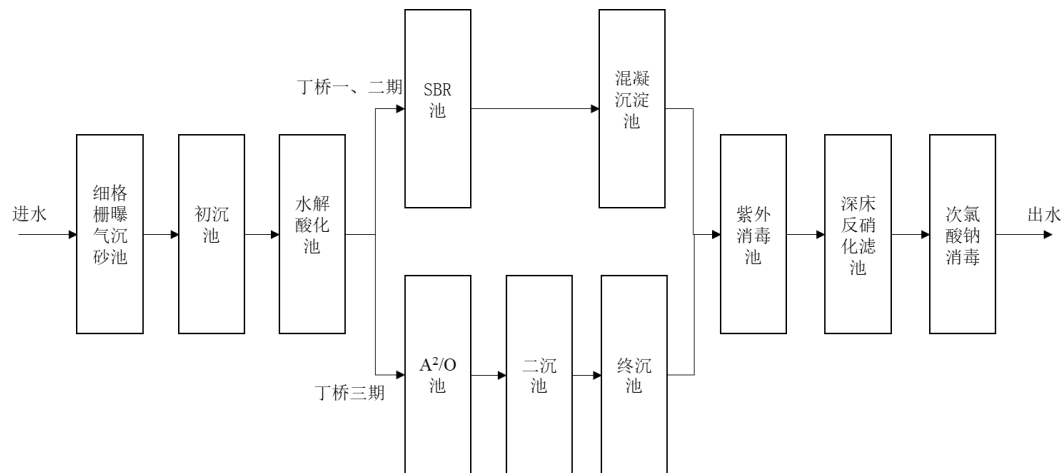 进水
细格
栅曝
气沉
砂池
初沉
池
水解
酸化
池
丁桥一、二期
SBR
池
混凝
沉淀
池
丁桥三期
A²/O
池
二沉
池
终沉
池
紫外
消毒
池
深床
反硝
化滤
池
次氯
酸钠
消毒
出水